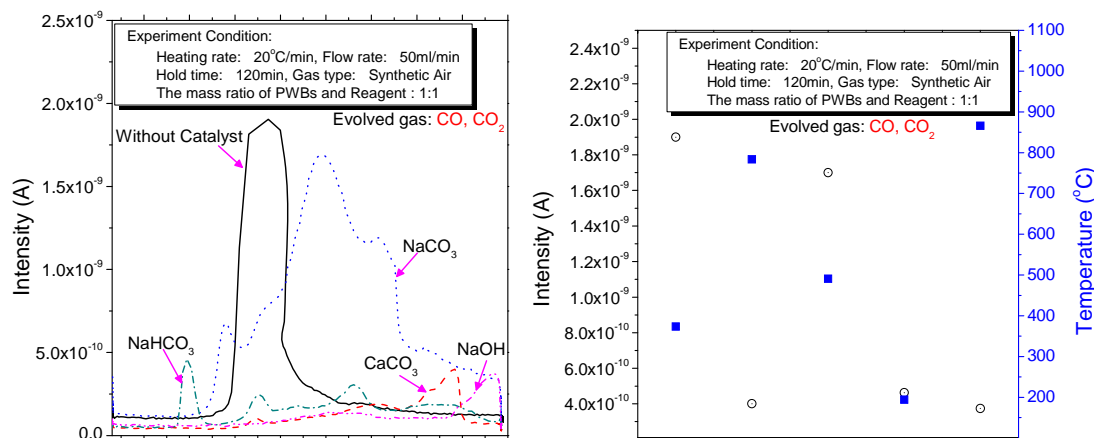 2.5x10-9
2.0x10-9
1.5x10-9
1.0x10-9
5.0x10-10
0.0
Intensity (A)
Experiment Condition:
Heating rate: 20oC/min, Flow rate: 50ml/min
Hold time: 120min, Gas type: Synthetic Air
The mass ratio of PWBs and Reagent : 1:1
Evolved gas: CO, CO2
Without Catalyst
NaCO3
NaHCO3
CaCO3
NaOH
2.4x10-9
2.2x10-9
2.0x10-9
1.8x10-9
1.6x10-9
1.4x10-9
1.2x10-9
1.0x10-9
8.0x10-10
6.0x10-10
4.0x10-10
Intensity (A)
Experiment Condition:
Heating rate: 20oC/min, Flow rate: 50ml/min
Hold time: 120min, Gas type: Synthetic Air
The mass ratio of PWBs and Reagent : 1:1
Evolved gas: CO, CO2
1100
1000
900
800
700
600
500
400
300
200
Temperature (oC)